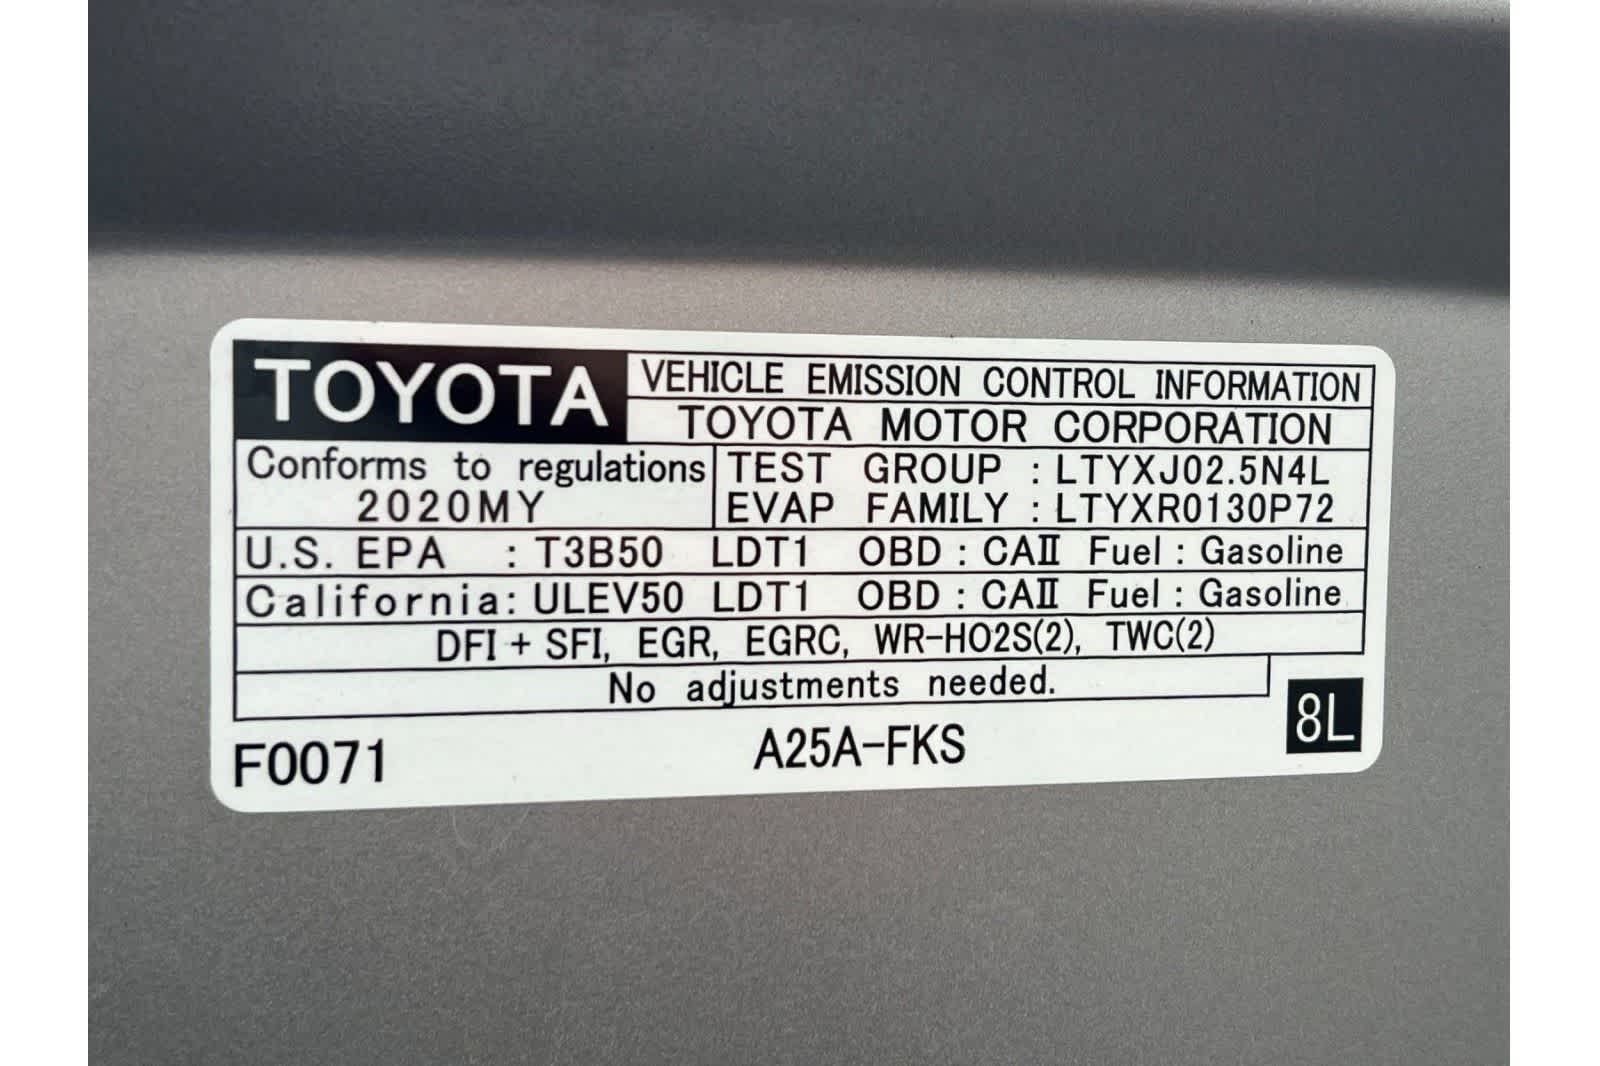 TOYOTA
VEHICLE EMISSION CONTROL INFORMATION
TOYOTA MOTOR CORPORATION
Conforms to regulations
2020MY
TEST GROUP : LTYXJ02.5N4L
EVAP FAMILY : LTYXR0130P72
U.S. EPA : T3B50 LDT1 OBD : CAⅡ Fuel : Gasoline
California: ULEV50 LDT1 OBD : CAⅡ Fuel : Gasoline
DFI + SFI, EGR, EGRC, WR-HO2S(2), TWC(2)
No adjustments needed.
F0071
A25A-FKS
8L